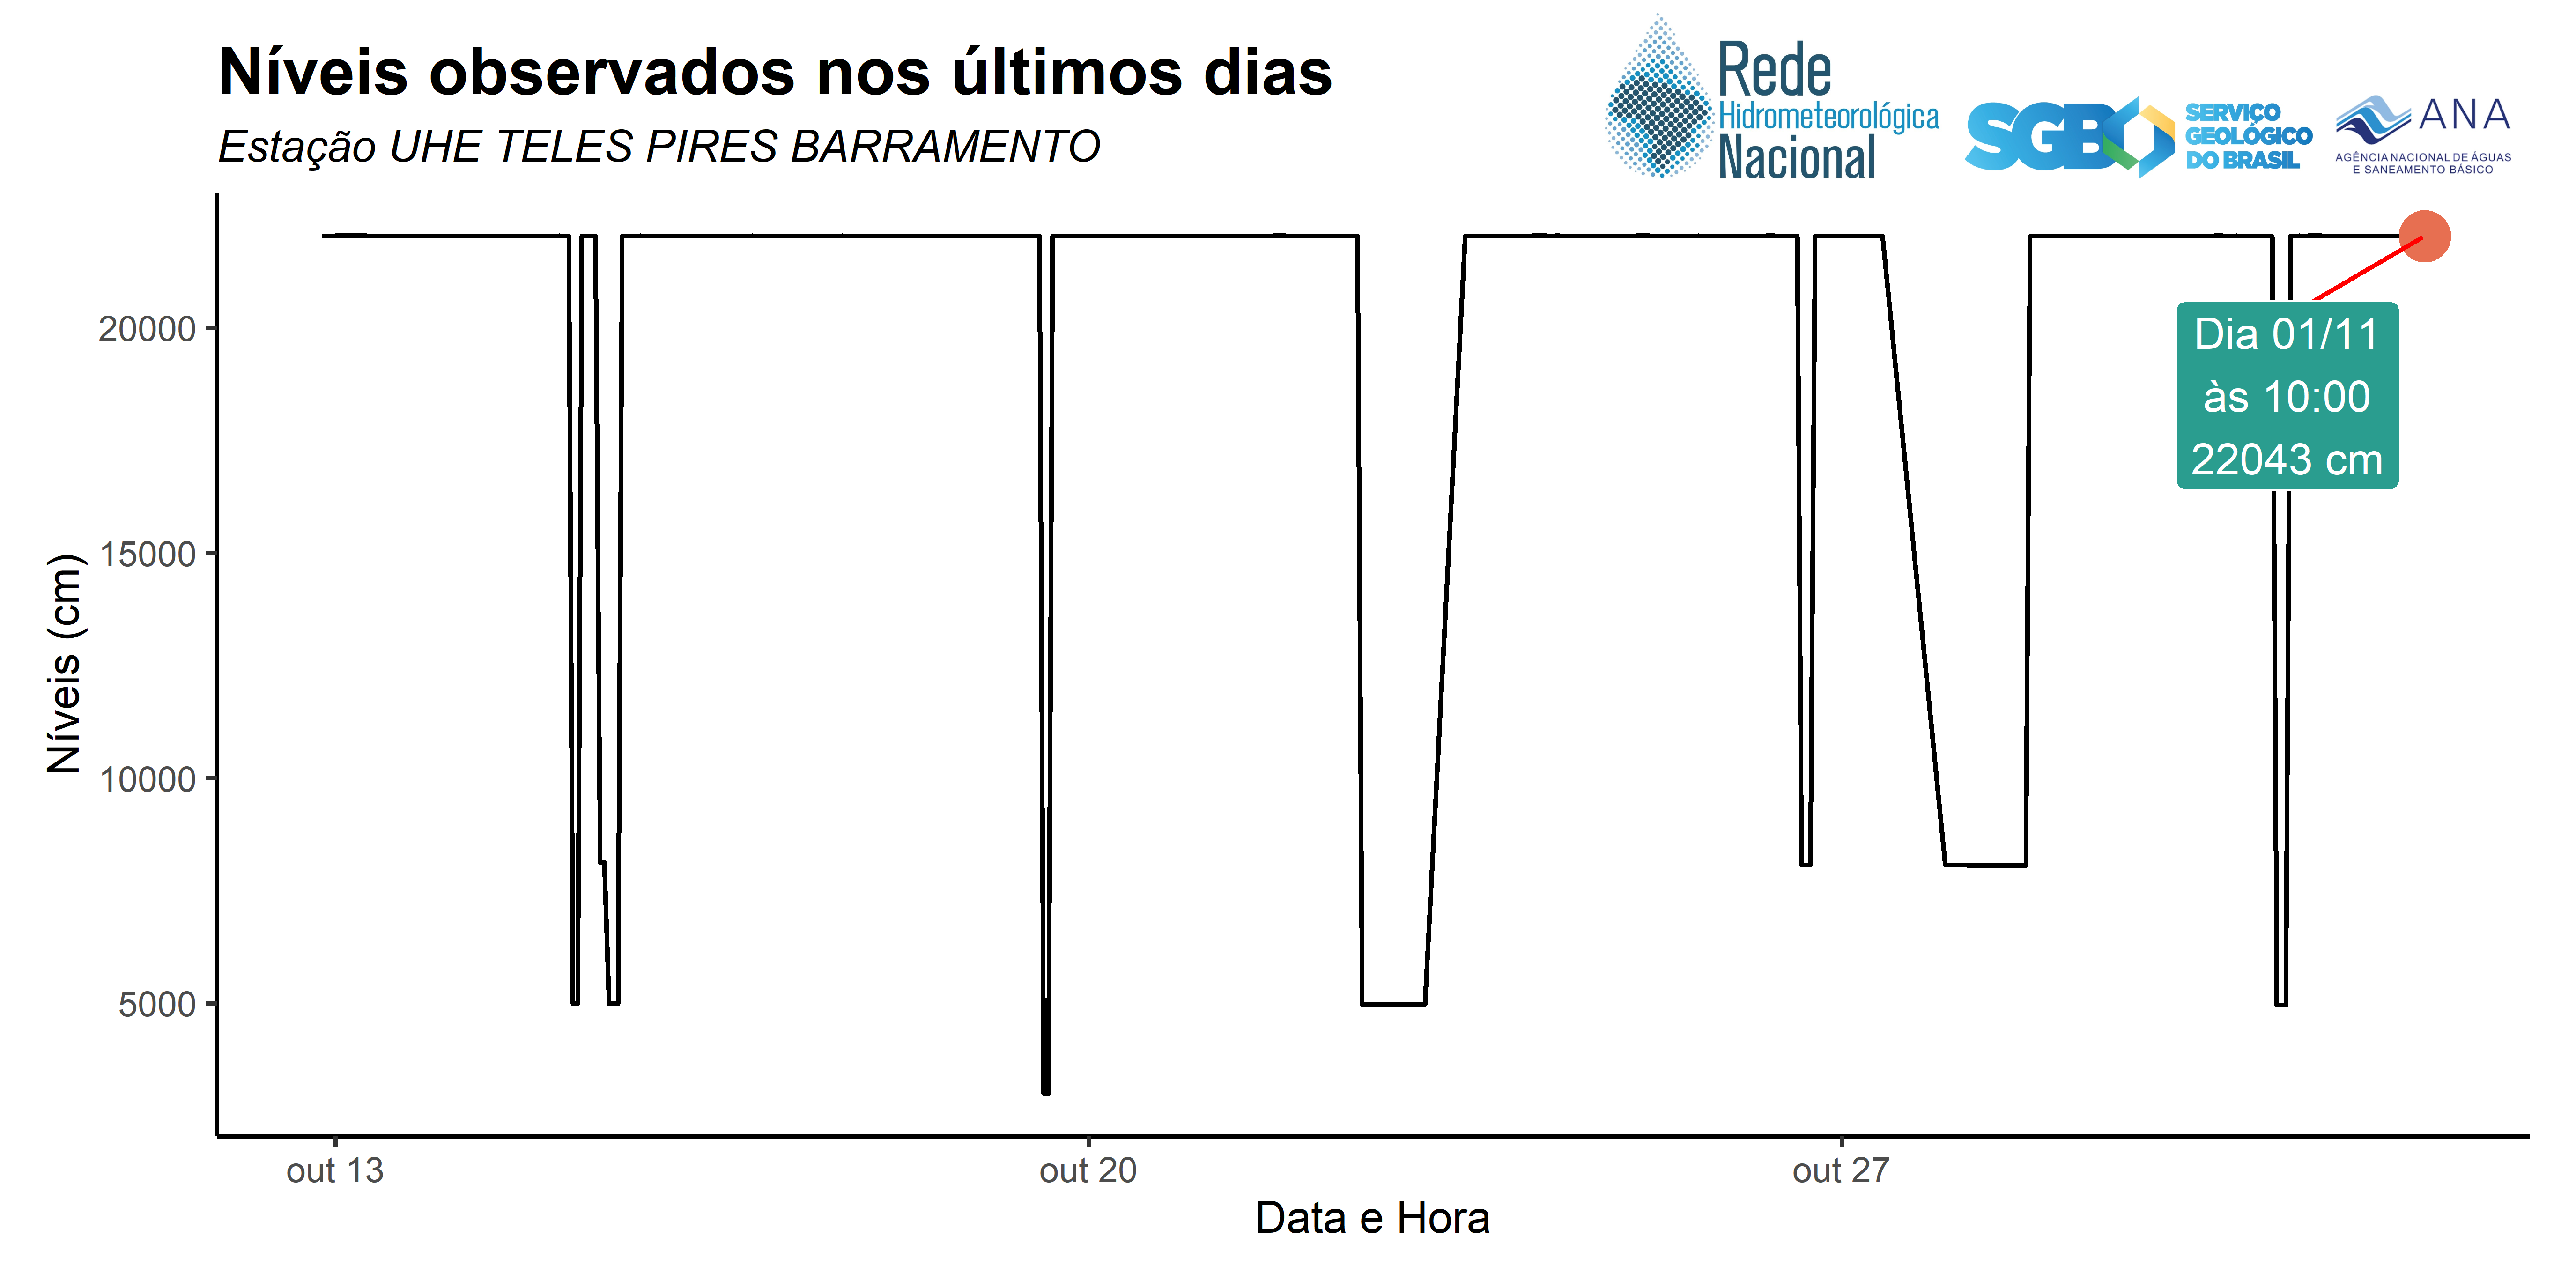 Níveis observados nos últimos dias
Estação UHE TELES PIRES BARRAMENTO
Rede
Hidrometeorológica
Nacional
SGB
SERVIÇO
GEOLÓGICO
DO BRASIL
ANA
AGÊNCIA NACIONAL DE ÁGUAS
E SANEAMENTO BÁSICO
Níveis (cm)
20000
15000
10000
5000
Dia 01/11
às 10:00
22043 cm
out 13
out 20
out 27
Data e Hora